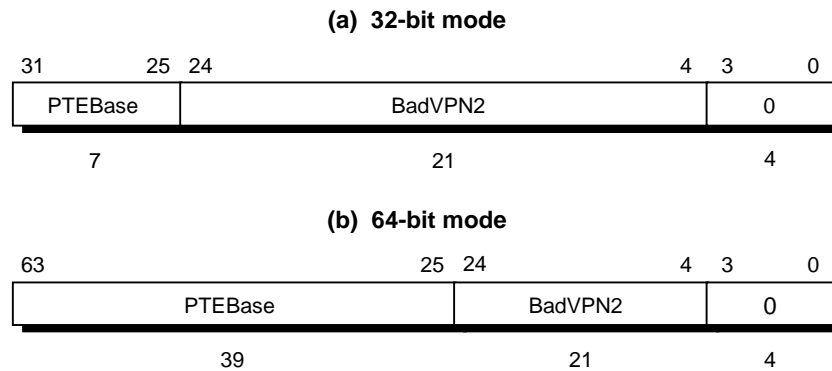 (a) 32-bit mode
31 25 24 4 3 0
PTEBase BadVPN2 0
7 21 4
(b) 64-bit mode
63 25 24 4 3 0
PTEBase BadVPN2 0
39 21 4